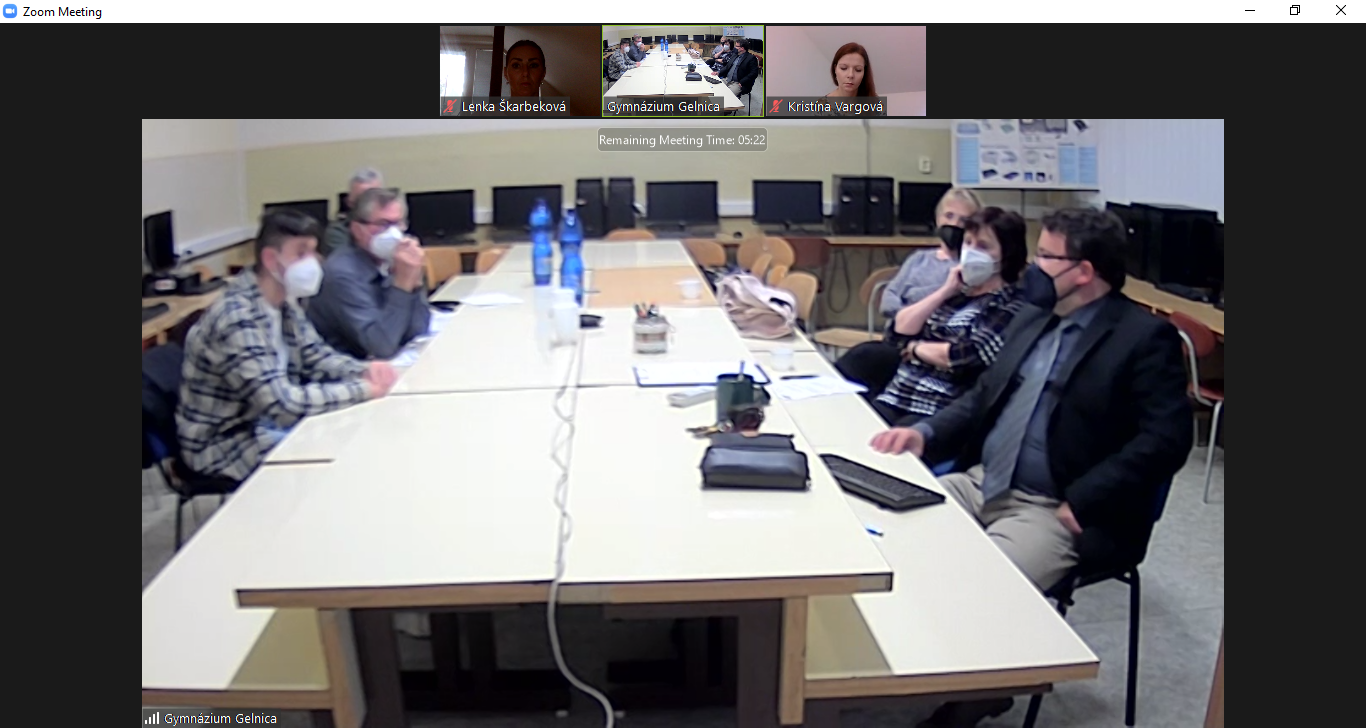 Zoom Meeting
Lenka Škarbeková
Gymnázium Gelnica
Kristína Vargová
Remaining Meeting Time: 05:22
Gymnázium Gelnica